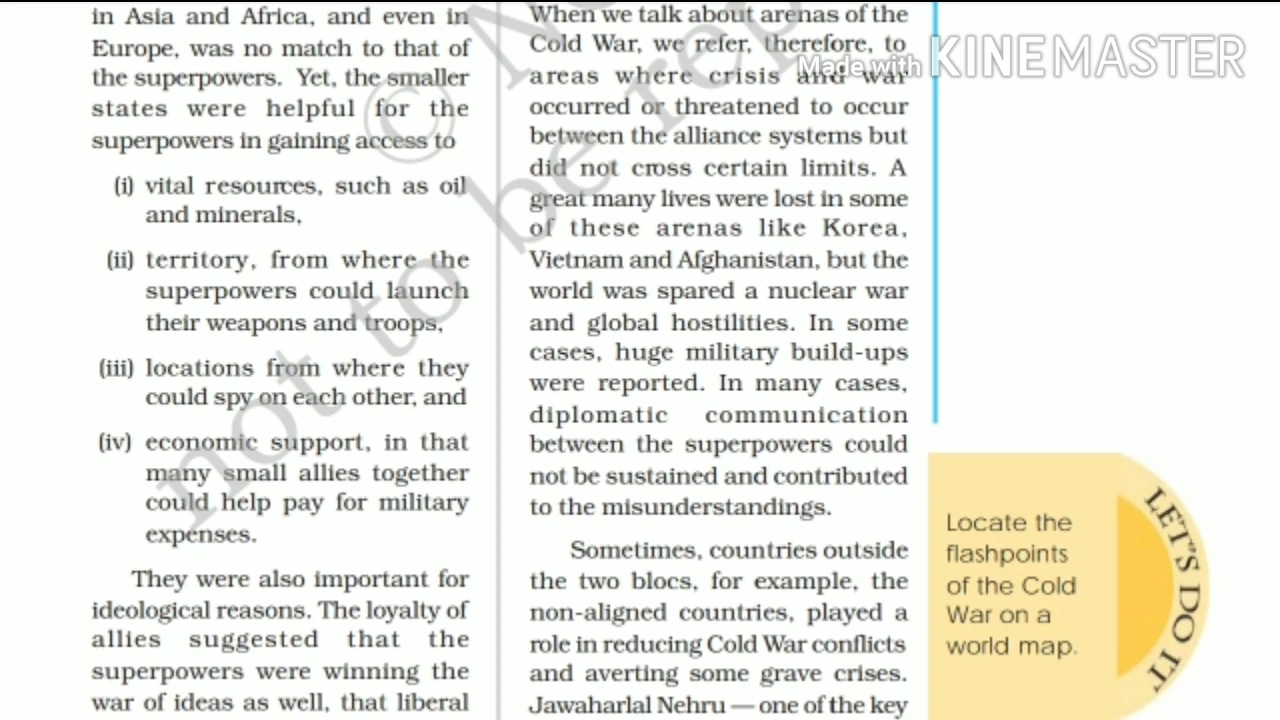 in Asia and Africa, and even in
Europe, was no match to that of
the superpowers. Yet, the smaller
states were helpful for the
superpowers in gaining access to
(i) vital resources, such as oil
and minerals,
(ii) territory, from where the
superpowers could launch
their weapons and troops,
(iii) locations from where they
could spy on each other, and
(iv) economic support, in that
many small allies together
could help pay for military
expenses.
They were also important for
ideological reasons. The loyalty of
allies suggested that the
superpowers were winning the
war of ideas as well, that liberal
When we talk about arenas of the
Cold War, we refer, therefore, to
areas where crisis and war
occurred or threatened to occur
between the alliance systems but
did not cross certain limits. A
great many lives were lost in some
of these arenas like Korea,
Vietnam and Afghanistan, but the
world was spared a nuclear war
and global hostilities. In some
cases, huge military build-ups
were reported. In many cases,
diplomatic communication
between the superpowers could
not be sustained and contributed
to the misunderstandings.
Sometimes, countries outside
the two blocs, for example, the
non-aligned countries, played a
role in reducing Cold War conflicts
and averting some grave crises.
Jawaharlal Nehru — one of the key
Made with KINEMASTER
Locate the
flashpoints
of the Cold
War on a
world map.
LET'S DO IT
©
not to be rep